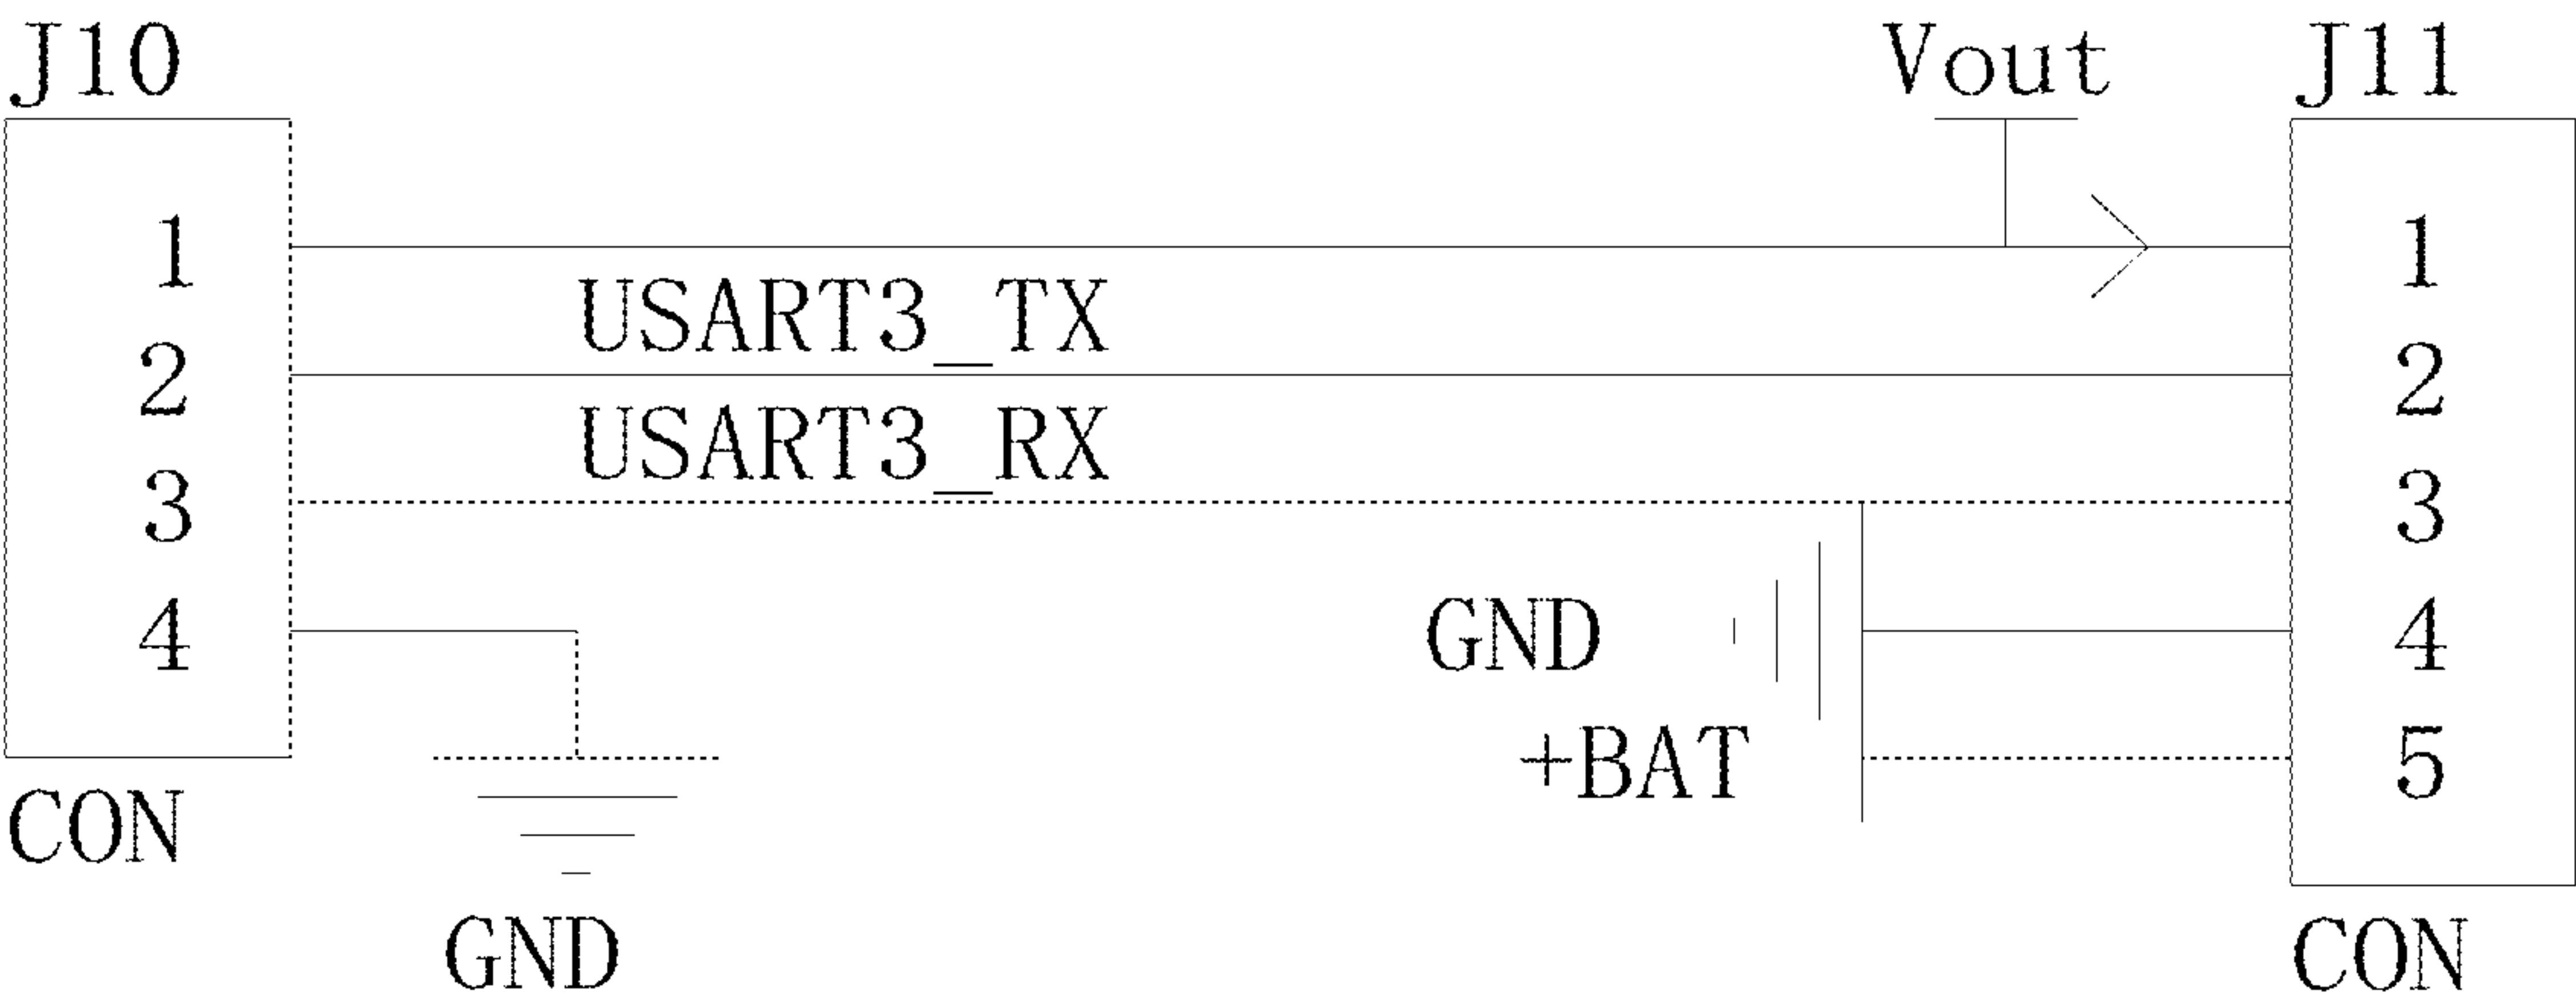 J10
Vout
J11
1
1
USART3_TX
2
2
USART3_RX
3
3
4
GND
4
+BAT
5
CON
GND
CON